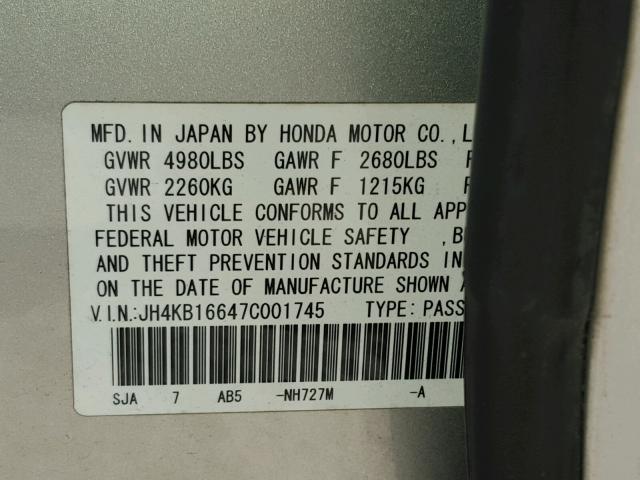 MFD. IN JAPAN BY HONDA MOTOR CO.,
GVWR 4980LBS GAWR F 2680LBS
GVWR 2260KG GAWR F 1215KG
THIS VEHICLE CONFORMS TO ALL
FEDERAL MOTOR VEHICLE SAFETY ,
AND THEFT PREVENTION STANDARDS IN
ON THE DATE OF MANUFACTURE SHOWN
V.I.N.:JH4KB16647C001745 TYPE: PASS
SJA 7 AB5 -NH727M -A